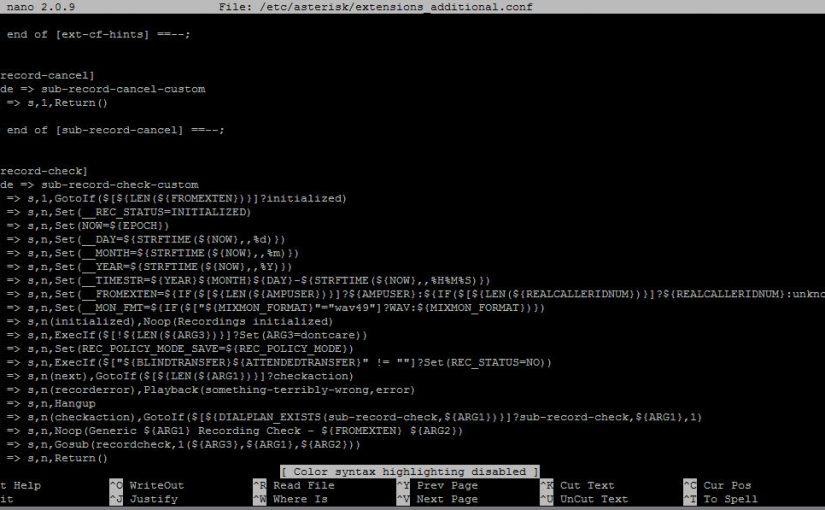 nano 2.0.9 File: /etc/asterisk/extensions_additional.conf
end of [ext-cf-hints] ==--;
record-cancel]
de => sub-record-cancel-custom
=> s,1,Return()
end of [sub-record-cancel] ==--;
record-check]
de => sub-record-check-custom
=> s,1,GotoIf($[${LEN(${FROMEXTEN})}]?initialized)
=> s,n,Set(__REC_STATUS=INITIALIZED)
=> s,n,Set(NOW=${EPOCH})
=> s,n,Set(__DAY=${STRFTIME(${NOW},,%d)})
=> s,n,Set(__MONTH=${STRFTIME(${NOW},,%m)})
=> s,n,Set(__YEAR=${STRFTIME(${NOW},,%Y)})
=> s,n,Set(__TIMESTR=${YEAR}${MONTH}${DAY}-${STRFTIME(${NOW},,%H%M%S)})
=> s,n,Set(__FROMEXTEN=${IF($[${LEN(${AMPUSER})}]?${AMPUSER}:${IF($[${LEN(${REALCALLERIDNUM})}]?${REALCALLERIDNUM}:unkno
=> s,n,Set(__MON_FMT=${IF($["${MIXMON_FORMAT}"="wav49"]?WAV:${MIXMON_FORMAT})})
=> s,n(initialized),Noop(Recordings initialized)
=> s,n,ExecIf($[!${LEN(${ARG3})}]?Set(ARG3=dontcare))
=> s,n,Set(REC_POLICY_MODE_SAVE=${REC_POLICY_MODE})
=> s,n,ExecIf($["${BLINDTRANSFER}${ATTENDEDTRANSFER}" != ""]?Set(REC_STATUS=NO))
=> s,n(next),GotoIf($[${LEN(${ARG1})}]?checkaction)
=> s,n(recorderror),Playback(something-terribly-wrong,error)
=> s,n,Hangup
=> s,n(checkaction),GotoIf($[${DIALPLAN_EXISTS(sub-record-check,${ARG1})}]?sub-record-check,${ARG1},1)
=> s,n,Noop(Generic ${ARG1} Recording Check - ${FROMEXTEN} ${ARG2})
=> s,n,Gosub(recordcheck,1(${ARG3},${ARG1},${ARG2}))
=> s,n,Return()
[ Color syntax highlighting disabled ]
t Help ^O WriteOut ^R Read File ^Y Prev Page ^K Cut Text ^C Cur Pos
it ^J Justify ^W Where Is ^V Next Page ^U UnCut Text ^T To Spell